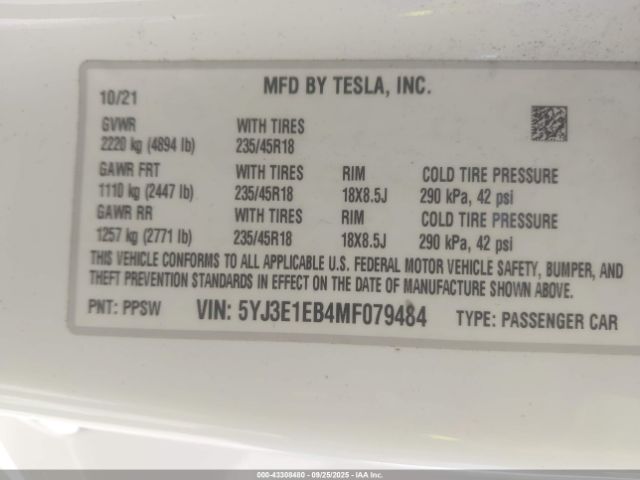 MFD BY TESLA, INC.
10/21
GVWR WITH TIRES
2220 kg (4894 lb) 235/45R18
GAWR FRT WITH TIRES RIM COLD TIRE PRESSURE
1110 kg (2447 lb) 235/45R18 18X8.5J 290 kPa, 42 psi
GAWR RR WITH TIRES RIM COLD TIRE PRESSURE
1257 kg (2771 lb) 235/45R18 18X8.5J 290 kPa, 42 psi
THIS VEHICLE CONFORMS TO ALL APPLICABLE U.S. FEDERAL MOTOR VEHICLE SAFETY, BUMPER, AND
THEFT PREVENTION STANDARDS IN EFFECT ON THE DATE OF MANUFACTURE SHOWN ABOVE.
PNT: PPSW VIN: 5YJ3E1EB4MF079484 TYPE: PASSENGER CAR
000-43308480 - 09/25/2025 - IAA Inc.